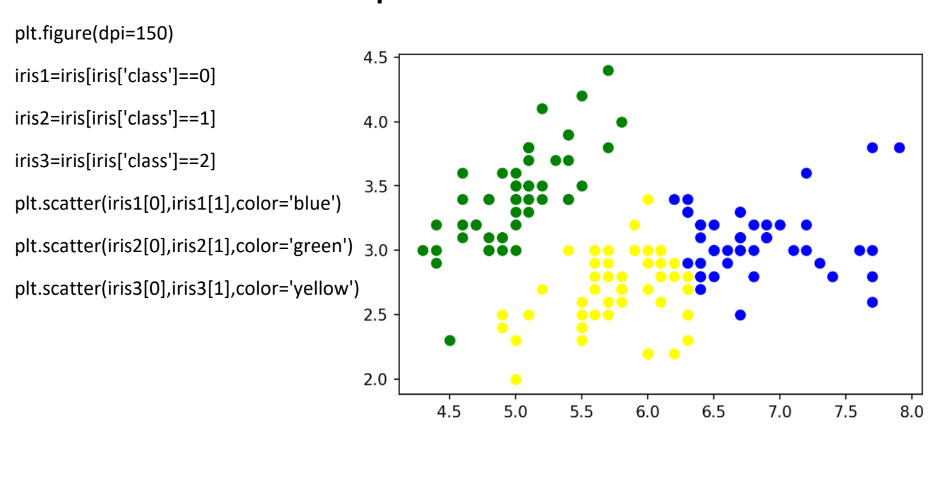 plt.figure(dpi=150)
iris1=iris[iris['class']==0]
iris2=iris[iris['class']==1]
iris3=iris[iris['class']==2]
plt.scatter(iris1[0],iris1[1],color='blue')
plt.scatter(iris2[0],iris2[1],color='green')
plt.scatter(iris3[0],iris3[1],color='yellow')
4.5
4.0
3.5
3.0
2.5
2.0
4.5 5.0 5.5 6.0 6.5 7.0 7.5 8.0